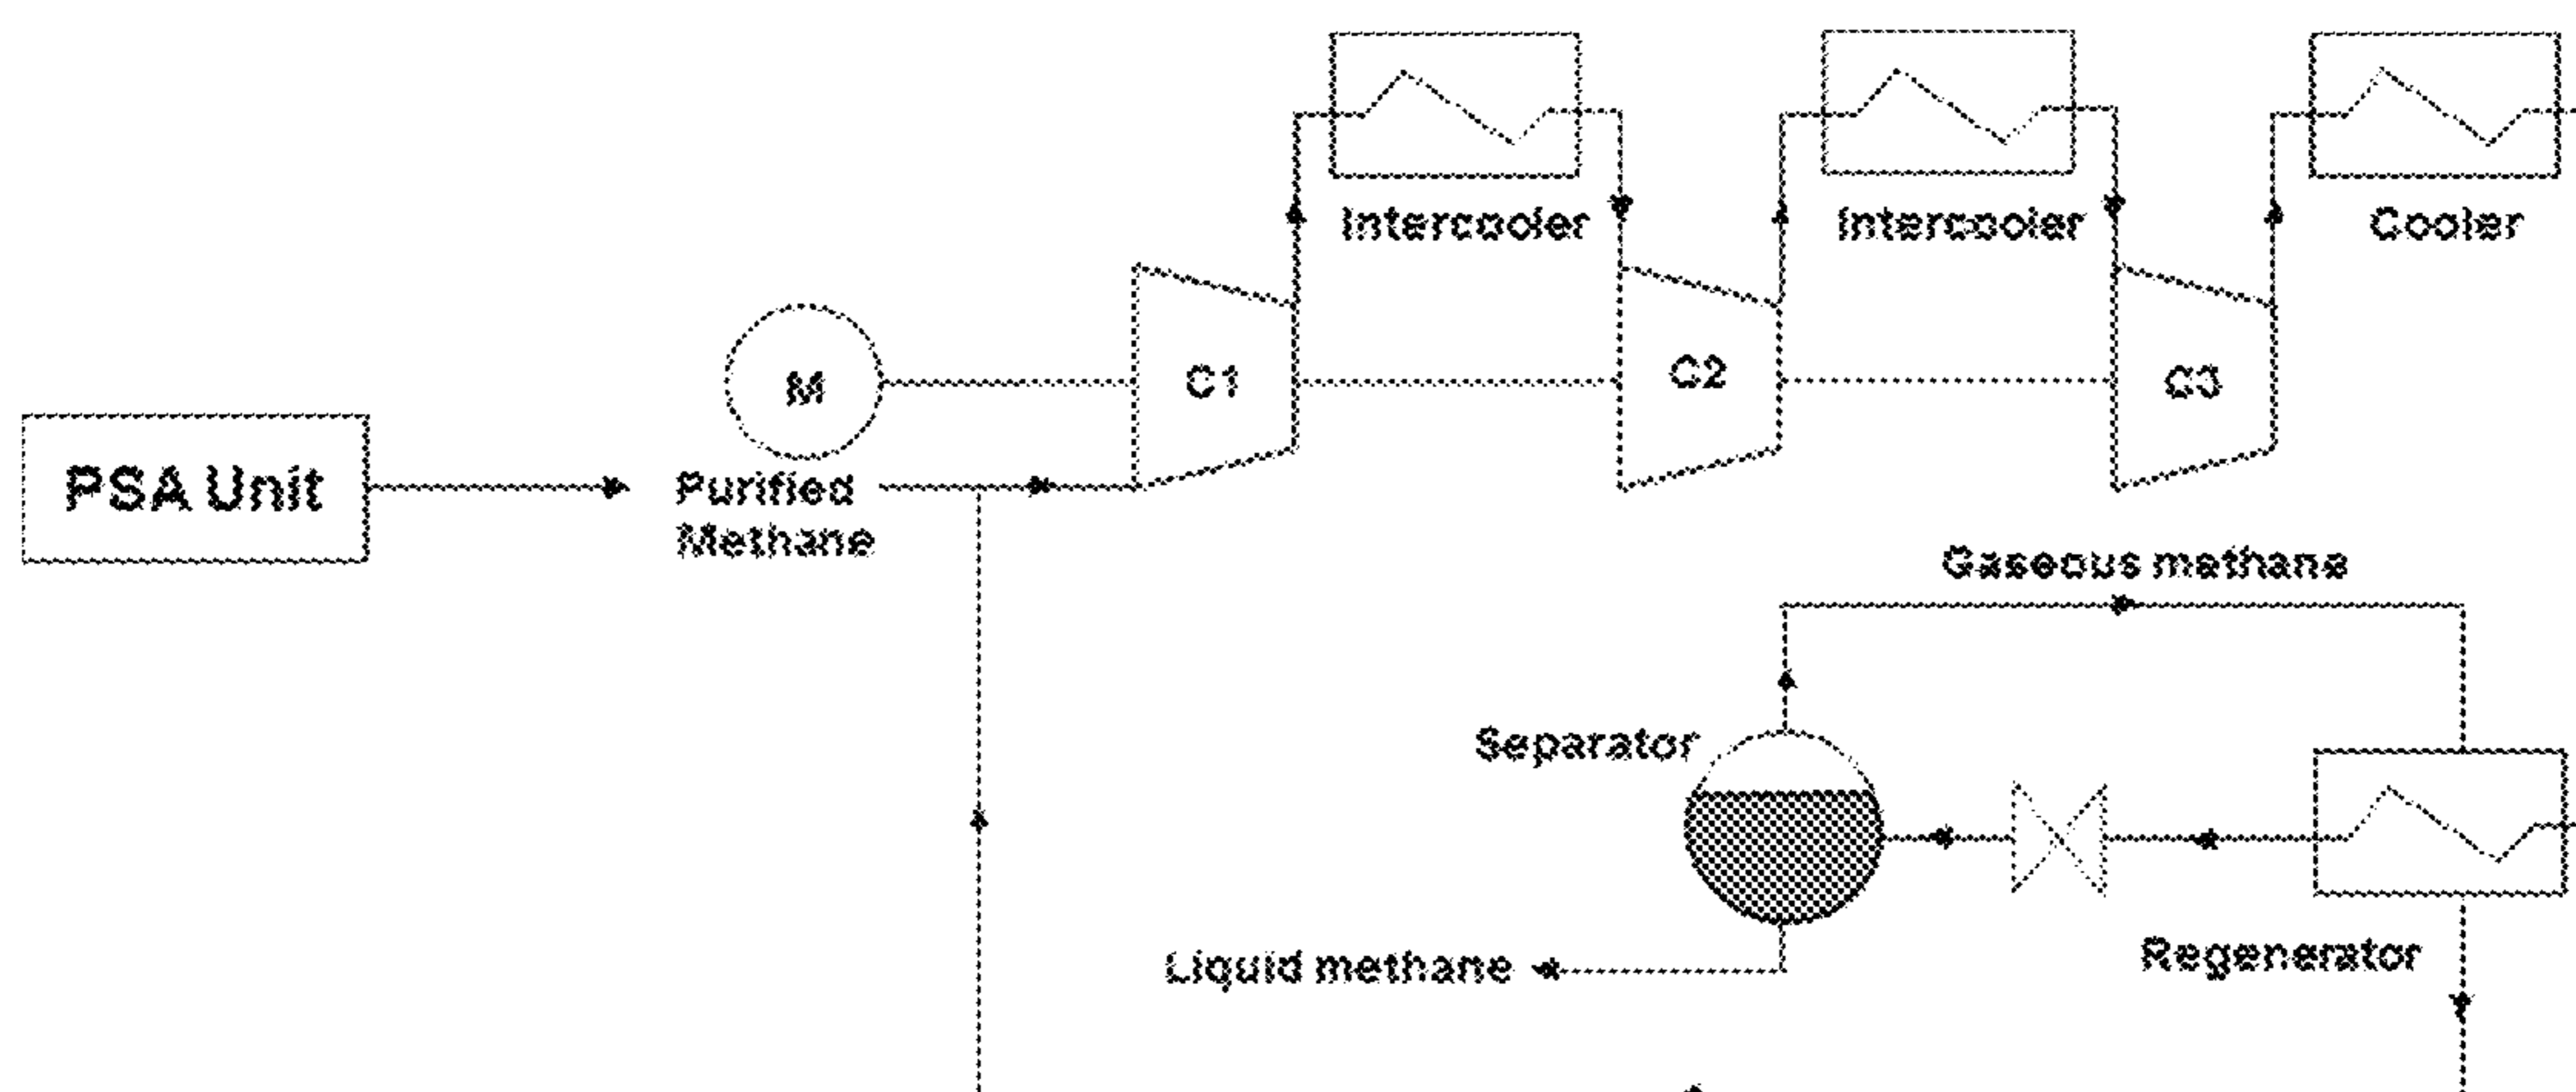 Intercooler
Intercooler
Cooler
M
C1
C2
C3
PSA Unit
Purified
Methane
Gaseous methane
Separator
Liquid methane
Regenerator